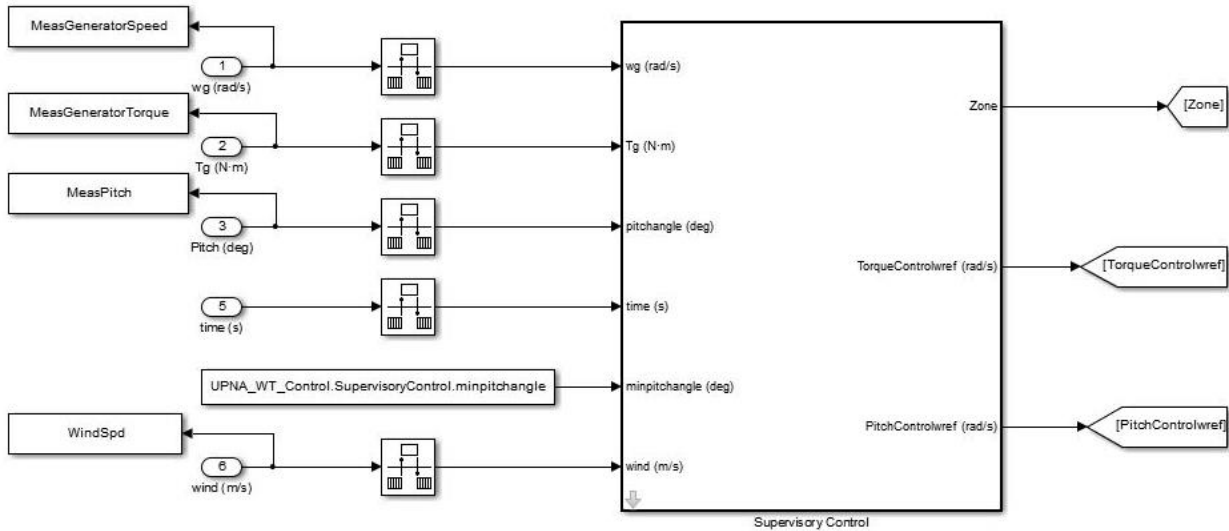 MeasGeneratorSpeed
1
wg (rad/s)
wg (rad/s)
Zone
[Zone]
MeasGeneratorTorque
2
Tg (N·m)
Tg (N·m)
MeasPitch
3
Pitch (deg)
pitchangle (deg)
TorqueControlwref (rad/s)
[TorqueControlwref]
5
time (s)
time (s)
UPNA_WT_Control.SupervisoryControl.minpitchangle
minpitchangle (deg)
WindSpd
PitchControlwref (rad/s)
[PitchControlwref]
6
wind (m/s)
wind (m/s)
Supervisory Control